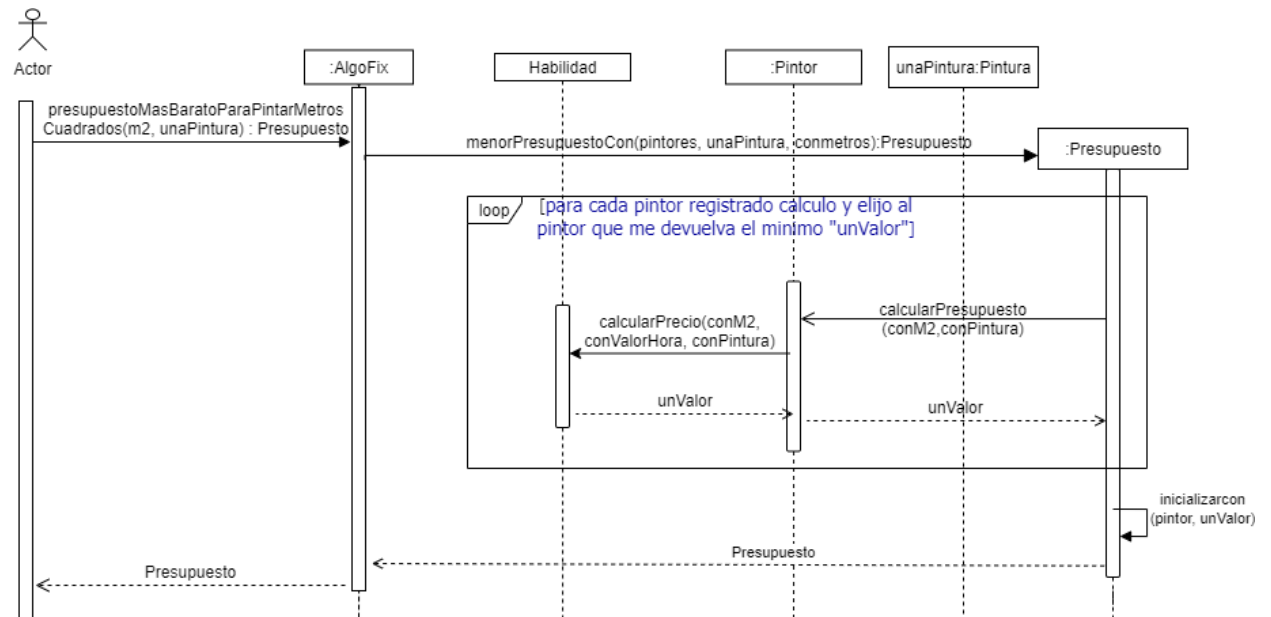 Actor
:AlgoFix
Habilidad
:Pintor
unaPintura:Pintura
presupuestoMasBaratoParaPintarMetros
Cuadrados(m2, unaPintura) : Presupuesto
menorPresupuestoCon(pintores, unaPintura, conmetros):Presupuesto
:Presupuesto
loop
[para cada pintor registrado calculo y elijo al
pintor que me devuelva el minimo "unValor"]
calcularPresupuesto
(conM2,conPintura)
calcularPrecio(conM2,
conValorHora, conPintura)
unValor
unValor
inicializarcon
(pintor, unValor)
Presupuesto
Presupuesto